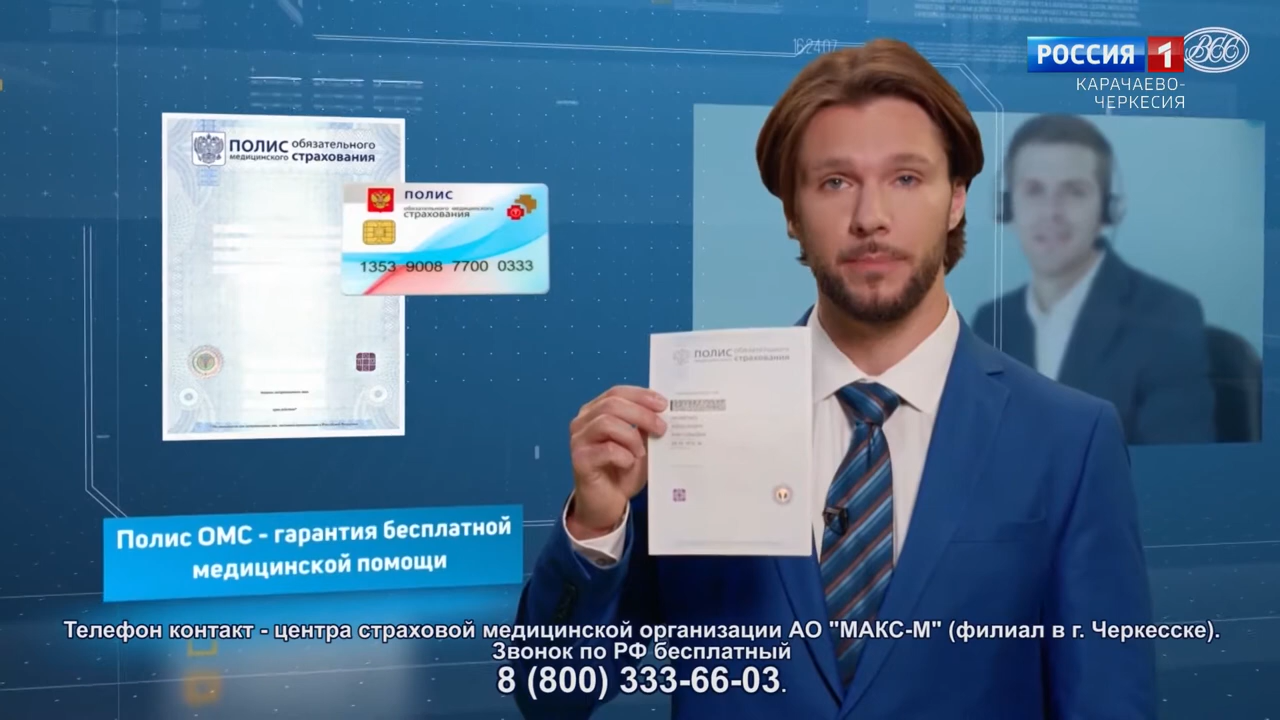 162407
РОССИЯ 1 ВСС
КАРАЧАЕВО-
ЧЕРКЕСИЯ
ПОЛИС обязательного
медицинского страхования
ПОЛИС
обязательного медицинского
страхования
1353 9008 7700 0333
ПОЛИС обязательного
медицинского страхования
Полис ОМС - гарантия бесплатной
медицинской помощи
Телефон контакт - центра страховой медицинской организации АО "МАКС-М" (филиал в г. Черкесске).
Звонок по РФ бесплатный
8 (800) 333-66-03.